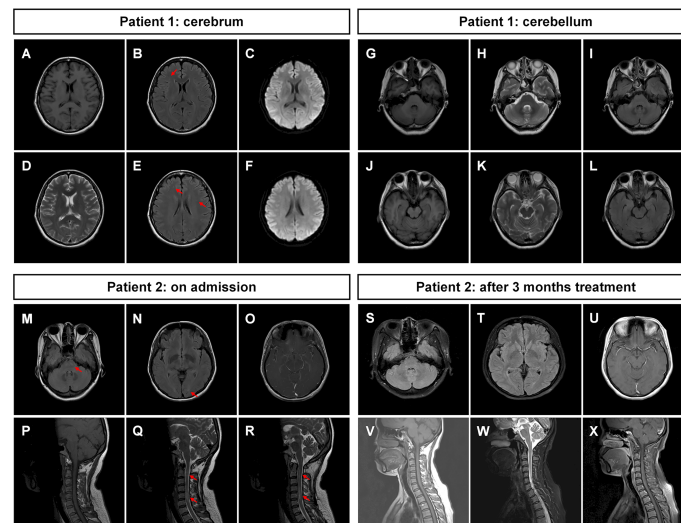 Patient 1: cerebrum
Patient 1: cerebellum
A
B
C
G
H
I
D
E
F
J
K
L
Patient 2: on admission
Patient 2: after 3 months treatment
M
N
O
S
T
U
P
Q
R
V
W
X